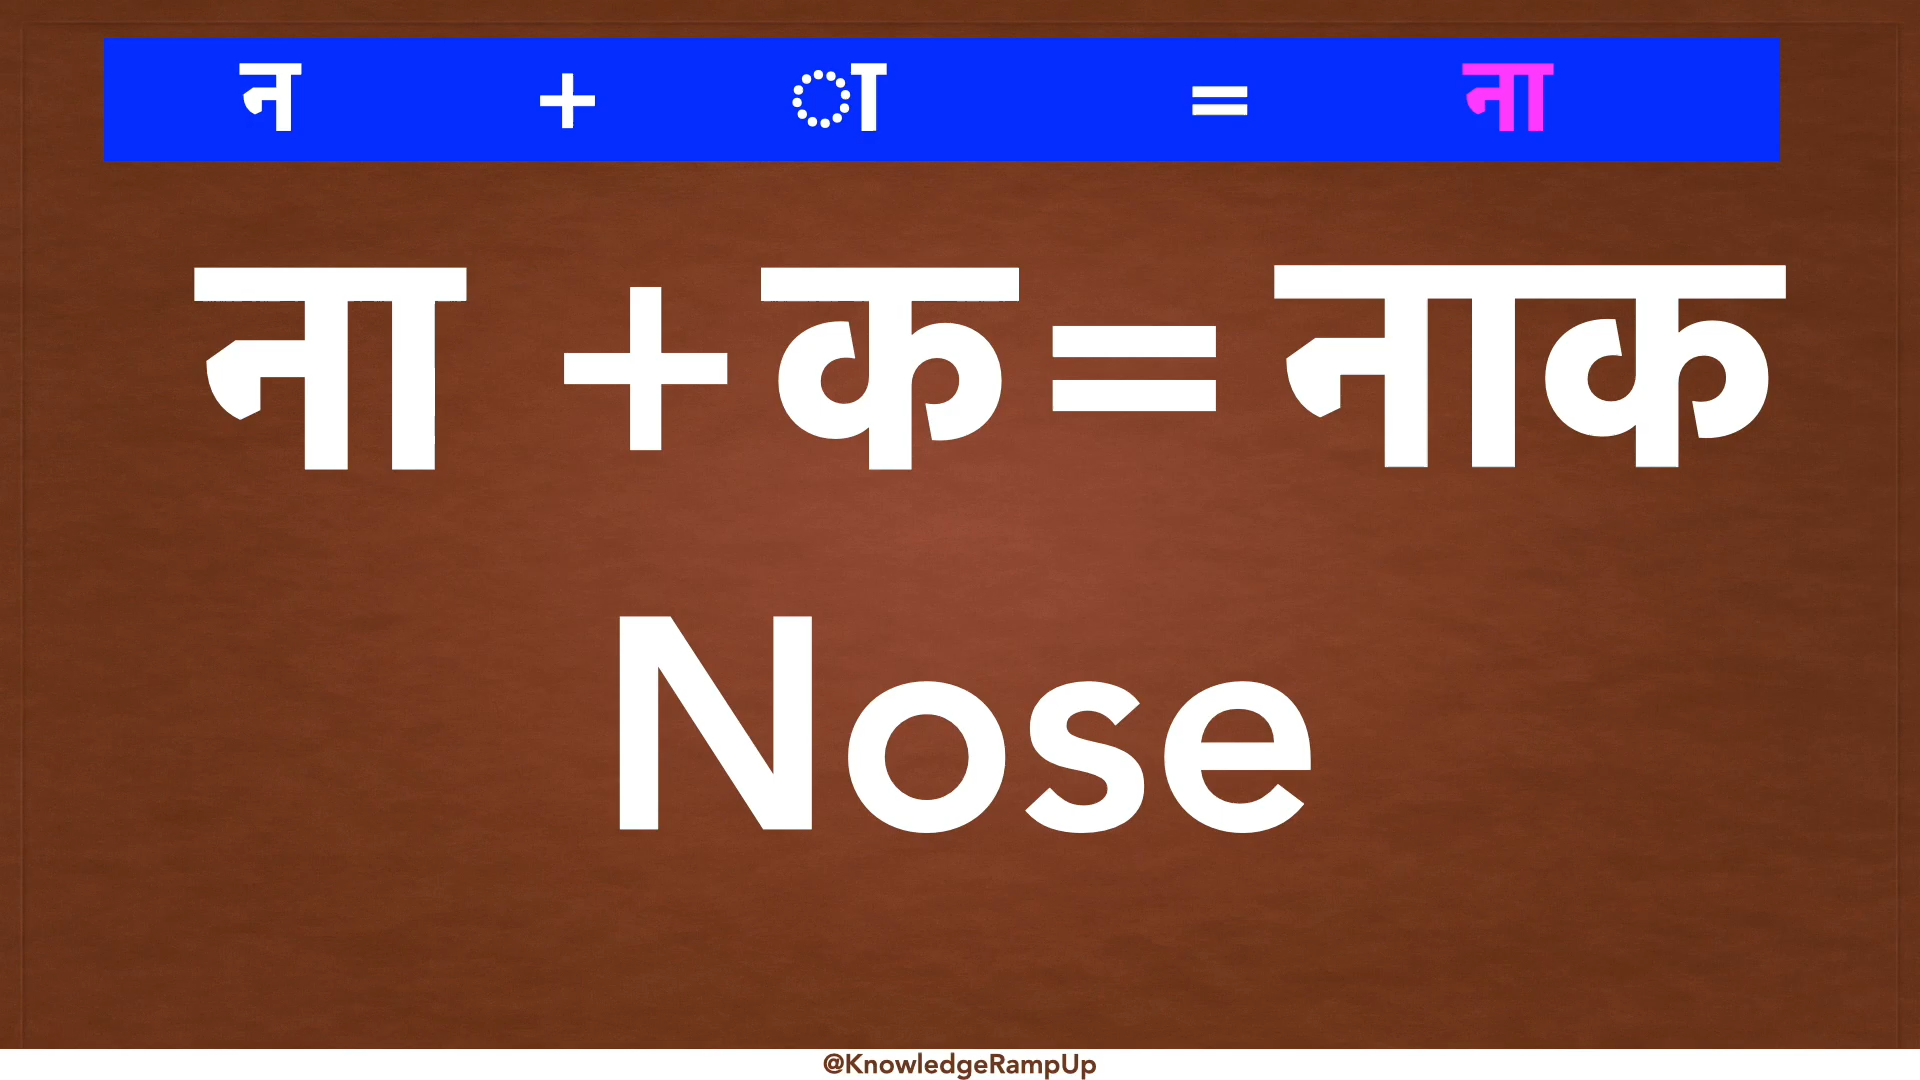 न + ा = ना
ना + क = नाक
Nose
@KnowledgeRampUp